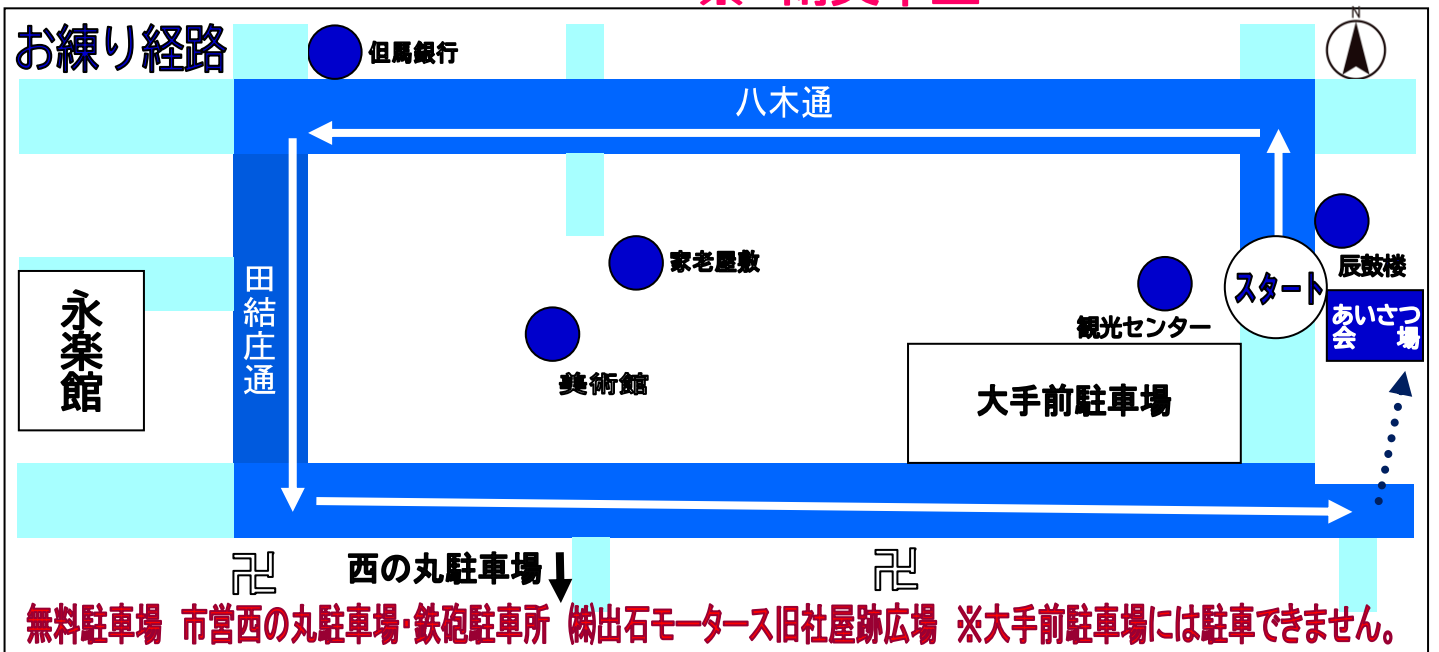 お練り経路
但馬銀行
N
八木通
辰鼓楼
スタート
あいさつ
会 場
家老屋敷
観光センター
永楽館
田結庄通
美術館
大手前駐車場
西の丸駐車場
無料駐車場 市営西の丸駐車場・鉄砲駐車所 ㈱出石モータース旧社屋跡広場 ※大手前駐車場には駐車できません。